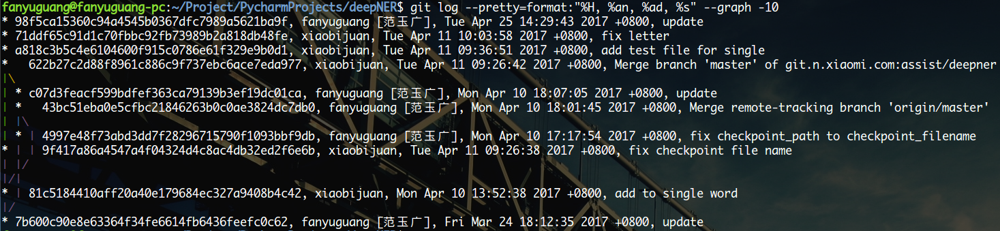 fanyuguang@fanyuguang-pc:~/Project/PycharmProjects/deepNER$ git log --pretty=format:"%H, %an, %ad, %s" --graph -10
* 98f5ca15360c94a4545b0367dfc7989a5621ba9f, fanyuguang [范玉广], Tue Apr 25 14:29:43 2017 +0800, update
* 71ddf65c91d1c70fbbc92fb73989b2a818db48fe, xiaobijuan, Tue Apr 11 10:03:58 2017 +0800, fix letter
* a818c3b5c4e6104600f915c0786e61f329e9b0d1, xiaobijuan, Tue Apr 11 09:36:51 2017 +0800, add test file for single
*   622b27c2d88f8961c886c9f737ebc6ace7eda977, xiaobijuan, Tue Apr 11 09:26:42 2017 +0800, Merge branch 'master' of git.n.xiaomi.com:assist/deepner
|\
| * c07d3feacf599bdfef363ca79139b3ef19dc01ca, fanyuguang [范玉广], Mon Apr 10 18:07:05 2017 +0800, update
| *   43bc51eba0e5cfbc21846263b0c0ae3824dc7db0, fanyuguang [范玉广], Mon Apr 10 18:01:45 2017 +0800, Merge remote-tracking branch 'origin/master'
| |\
| * | 4997e48f73abd3dd7f28296715790f1093bbf9db, fanyuguang [范玉广], Mon Apr 10 17:17:54 2017 +0800, fix checkpoint_path to checkpoint_filename
* | | 9f417a86a4547a4f04324d4c8ac4db32ed2f6e6b, xiaobijuan, Tue Apr 11 09:26:38 2017 +0800, fix checkpoint file name
| |/
|/|
* | 81c5184410aff20a40e179684ec327a9408b4c42, xiaobijuan, Mon Apr 10 13:52:38 2017 +0800, add to single word
|/
* 7b600c90e8e63364f34fe6614fb6436feefc0c62, fanyuguang [范玉广], Fri Mar 24 18:12:35 2017 +0800, update